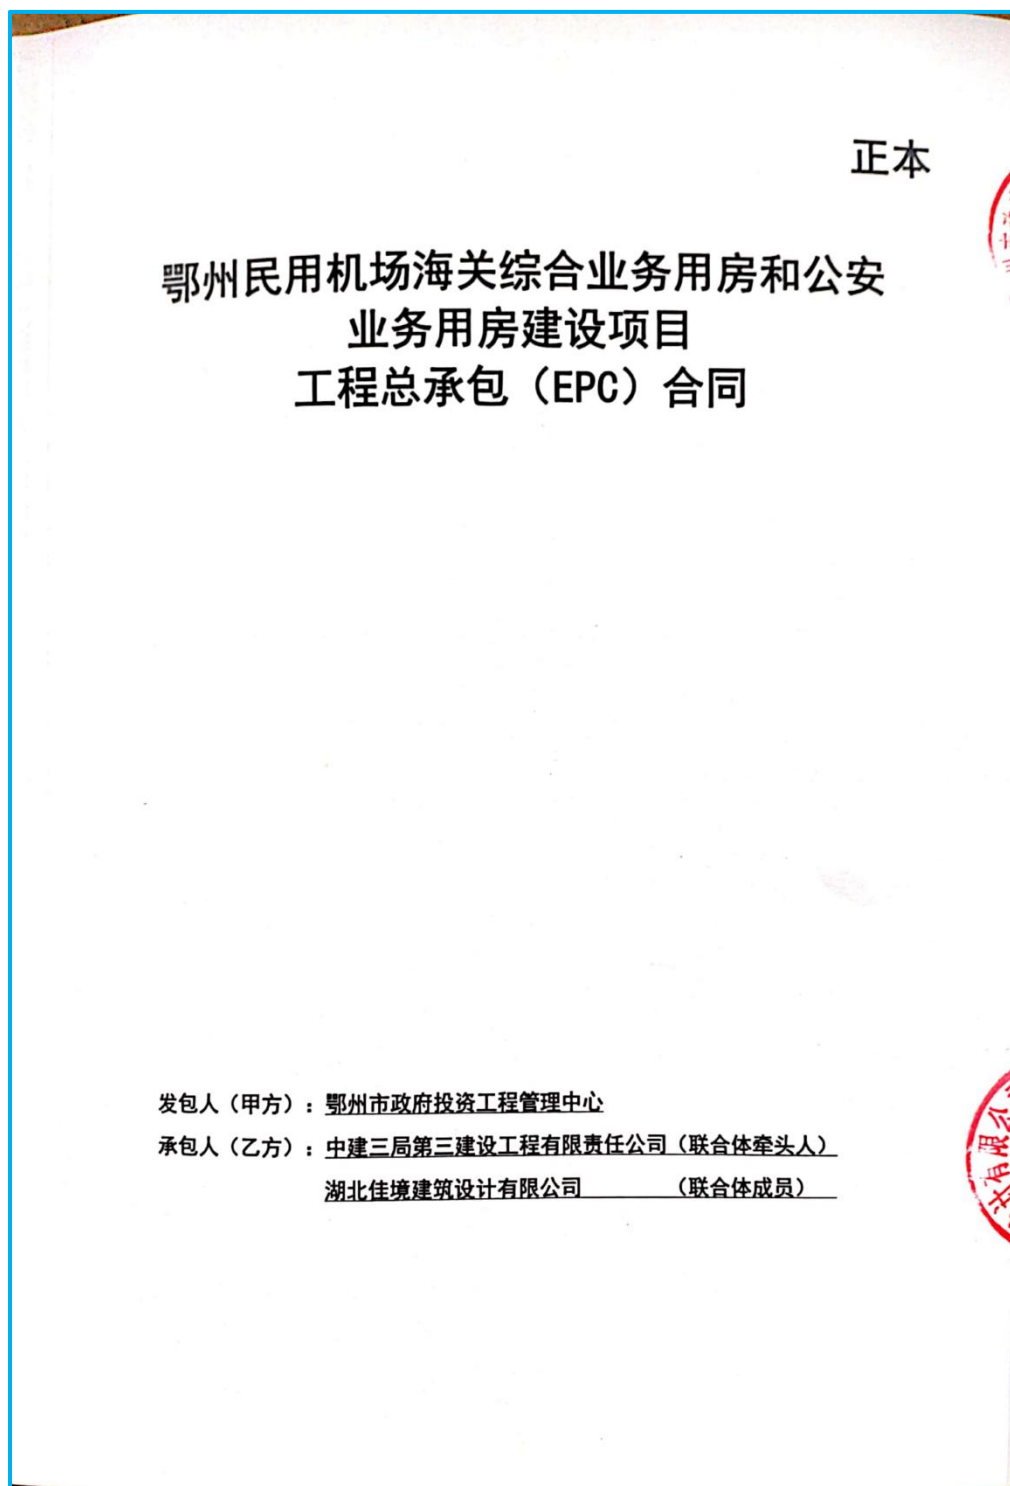 正本
鄂州民用机场海关综合业务用房和公安
业务用房建设项目
工程总承包（EPC）合同
发包人（甲方）：鄂州市政府投资工程管理中心
承包人（乙方）：中建三局第三建设工程有限责任公司（联合体牵头人）
湖北佳境建筑设计有限公司 （联合体成员）
有限公